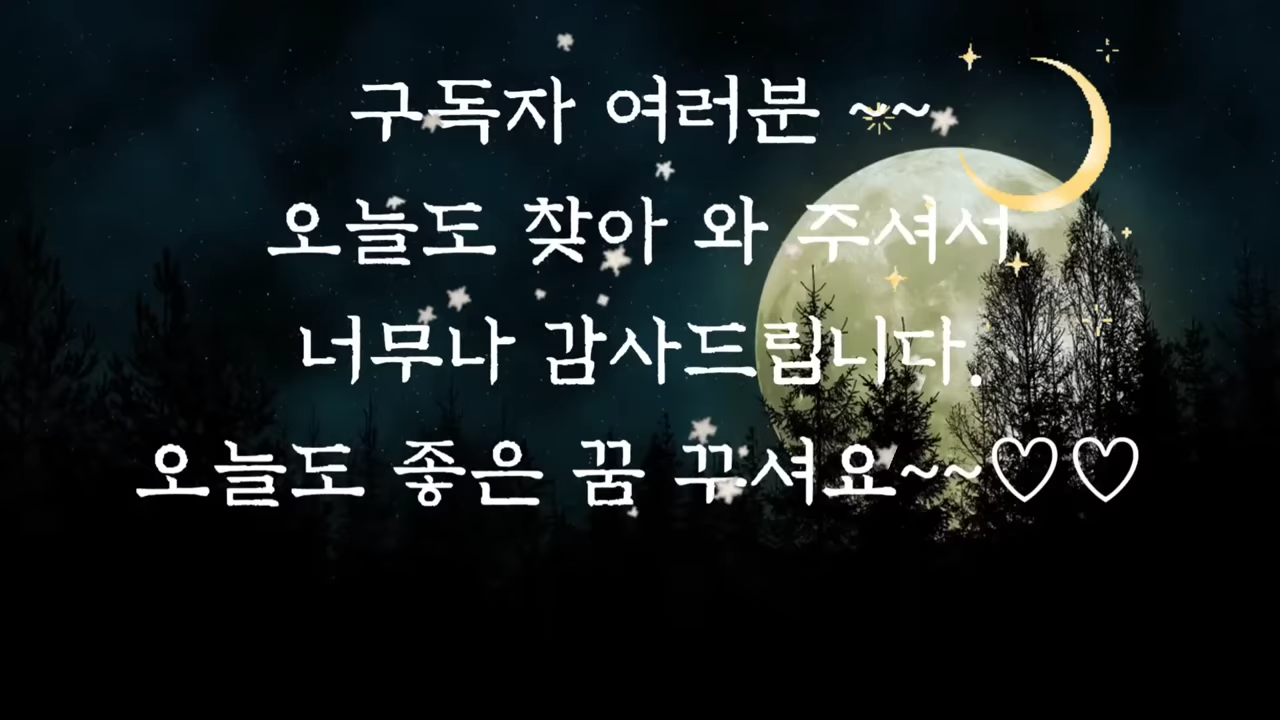 구독자 여러분 ~~
오늘도 찾아 와 주셔서
너무나 감사드립니다.
오늘도 좋은 꿈 꾸셔요~~♡♡